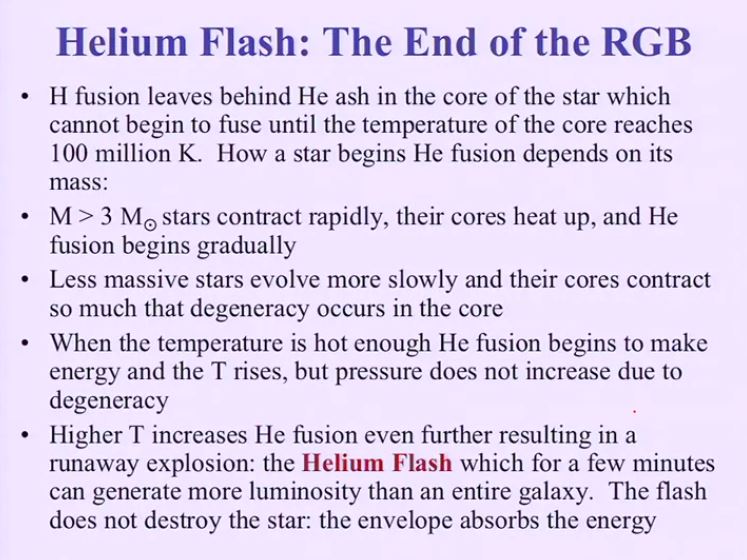 Helium Flash: The End of the RGB
• H fusion leaves behind He ash in the core of the star which
cannot begin to fuse until the temperature of the core reaches
100 million K.  How a star begins He fusion depends on its
mass:
• M > 3 M☉ stars contract rapidly, their cores heat up, and He
fusion begins gradually
• Less massive stars evolve more slowly and their cores contract
so much that degeneracy occurs in the core
• When the temperature is hot enough He fusion begins to make
energy and the T rises, but pressure does not increase due to
degeneracy
• Higher T increases He fusion even further resulting in a
runaway explosion: the Helium Flash which for a few minutes
can generate more luminosity than an entire galaxy.  The flash
does not destroy the star: the envelope absorbs the energy